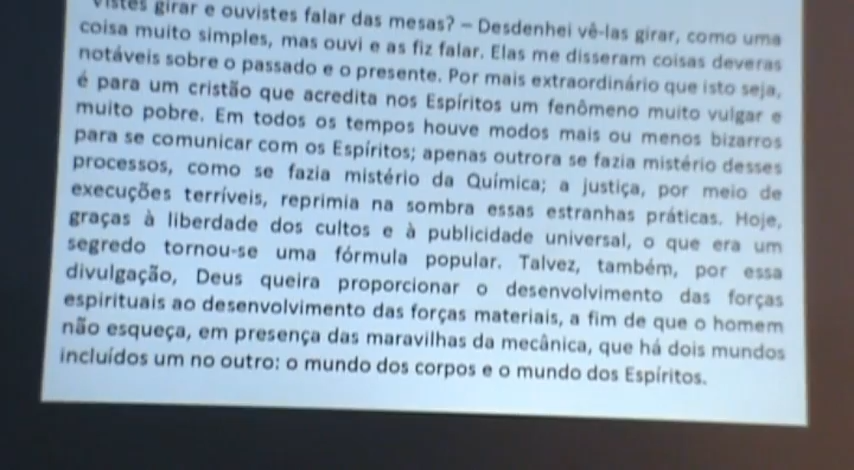 Vistes girar e ouvistes falar das mesas? – Desdenhei vê-las girar, como uma
coisa muito simples, mas ouvi e as fiz falar. Elas me disseram coisas deveras
notáveis sobre o passado e o presente. Por mais extraordinário que isto seja,
é para um cristão que acredita nos Espíritos um fenômeno muito vulgar e
muito pobre. Em todos os tempos houve modos mais ou menos bizarros
para se comunicar com os Espíritos; apenas outrora se fazia mistério desses
processos, como se fazia mistério da Química; a justiça, por meio de
execuções terríveis, reprimia na sombra essas estranhas práticas. Hoje,
graças à liberdade dos cultos e à publicidade universal, o que era um
segredo tornou-se uma fórmula popular. Talvez, também, por essa
divulgação, Deus queira proporcionar o desenvolvimento das forças
espirituais ao desenvolvimento das forças materiais, a fim de que o homem
não esqueça, em presença das maravilhas da mecânica, que há dois mundos
incluídos um no outro: o mundo dos corpos e o mundo dos Espíritos.